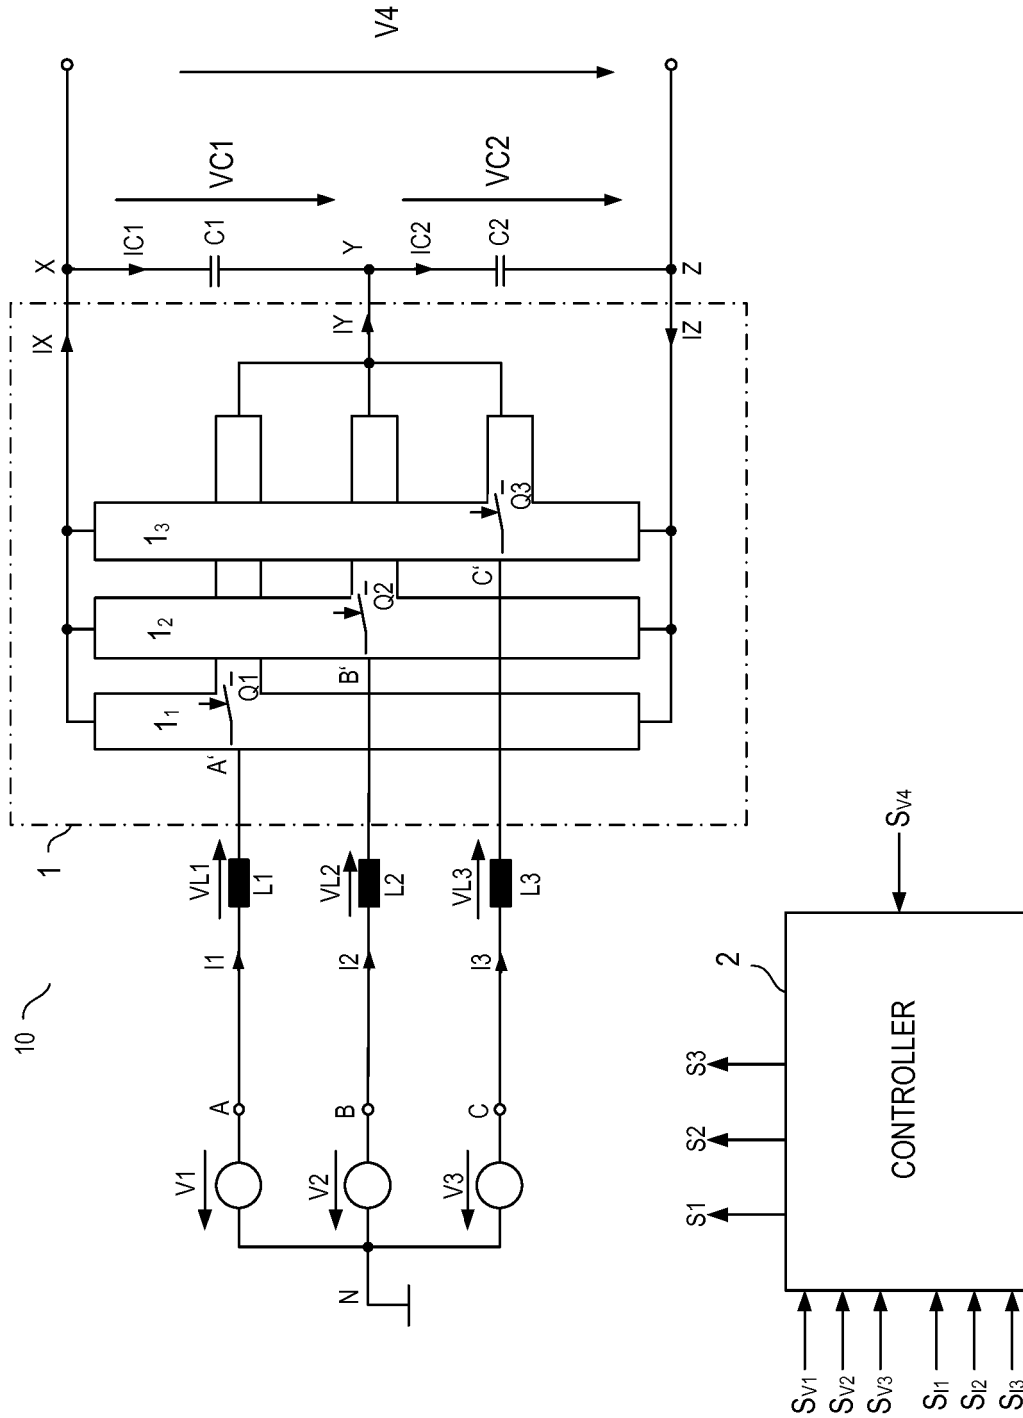 10
N
V1
V2
V3
A
B
C
I1
I2
I3
VL1
VL2
VL3
L1
L2
L3
1
A'
B'
C'
1₁
1₂
1₃
Q1
Q2
Q3
IX
IY
IZ
X
Y
Z
IC1
IC2
C1
C2
VC1
VC2
V4
2
CONTROLLER
SV1
SV2
SV3
SI1
SI2
SI3
S1
S2
S3
SV4